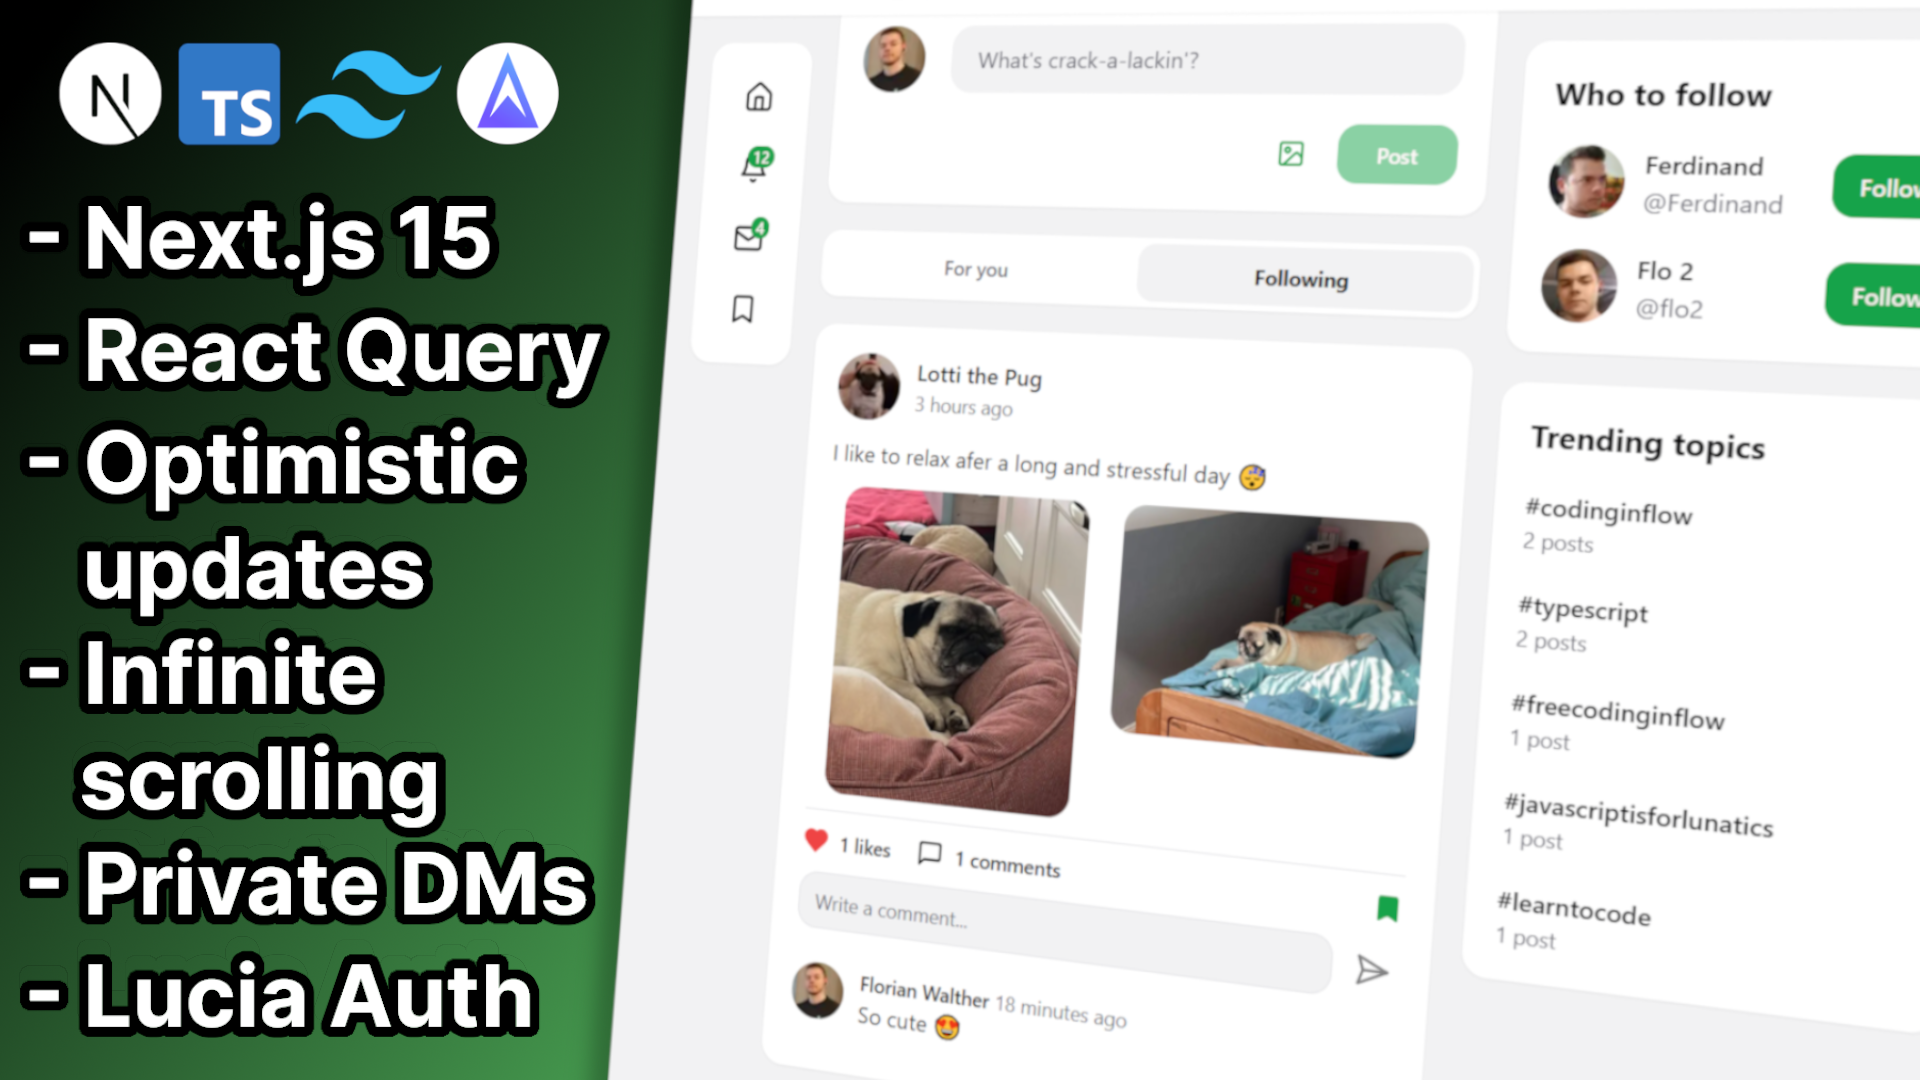 N
TS
- Next.js 15
- React Query
- Optimistic
updates
- Infinite
scrolling
- Private DMs
- Lucia Auth
12
4
What's crack-a-lackin'?
Post
For you
Following
Lotti the Pug
3 hours ago
I like to relax afer a long and stressful day 😴
1 likes
1 comments
Write a comment...
Florian Walther 18 minutes ago
So cute 😍
Who to follow
Ferdinand
@Ferdinand
Follow
Flo 2
@flo2
Follow
Trending topics
#codinginflow
2 posts
#typescript
2 posts
#freecodinginflow
1 post
#javascriptisforlunatics
1 post
#learntocode
1 post